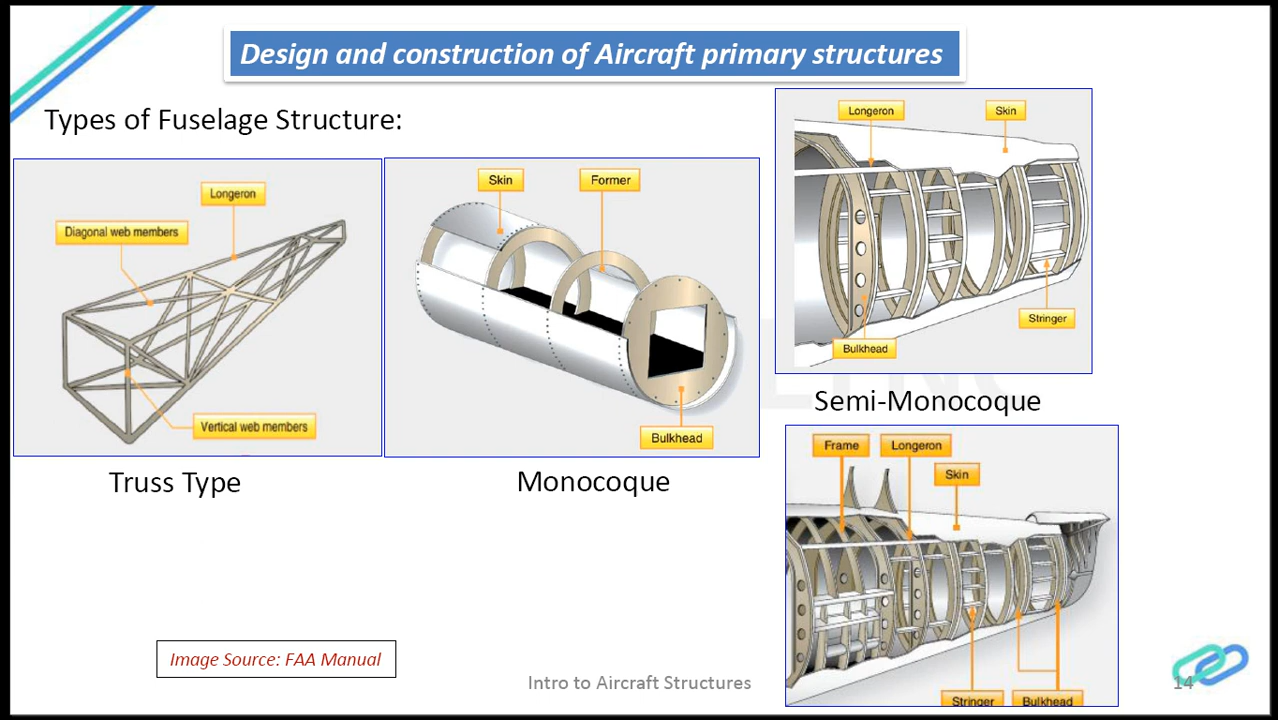 Design and construction of Aircraft primary structures
Types of Fuselage Structure:
Longeron
Diagonal web members
Vertical web members
Truss Type
Skin
Former
Bulkhead
Monocoque
Longeron
Skin
Stringer
Bulkhead
Semi-Monocoque
Frame
Longeron
Skin
Stringer
Bulkhead
Image Source: FAA Manual
Intro to Aircraft Structures
14